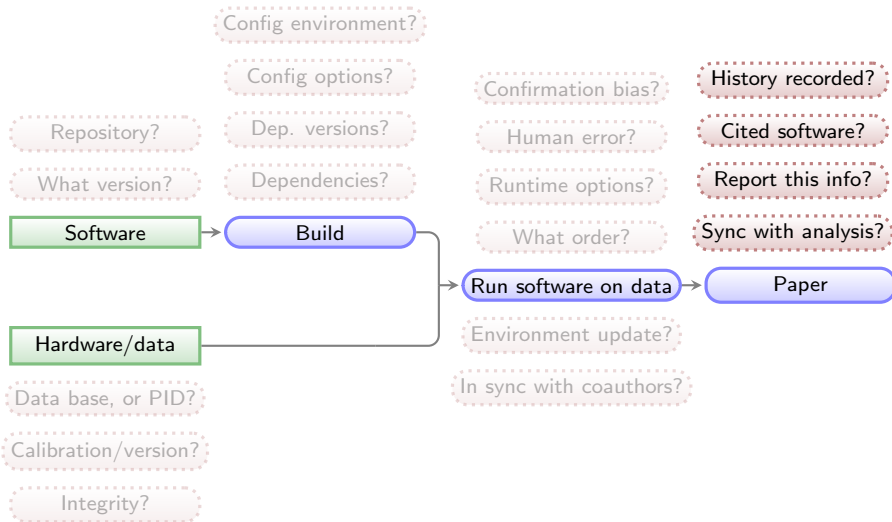 Config environment?
Config options?
Dep. versions?
Dependencies?
Repository?
What version?
Software
Build
Confirmation bias?
Human error?
Runtime options?
What order?
Run software on data
Environment update?
In sync with coauthors?
History recorded?
Cited software?
Report this info?
Sync with analysis?
Paper
Hardware/data
Data base, or PID?
Calibration/version?
Integrity?